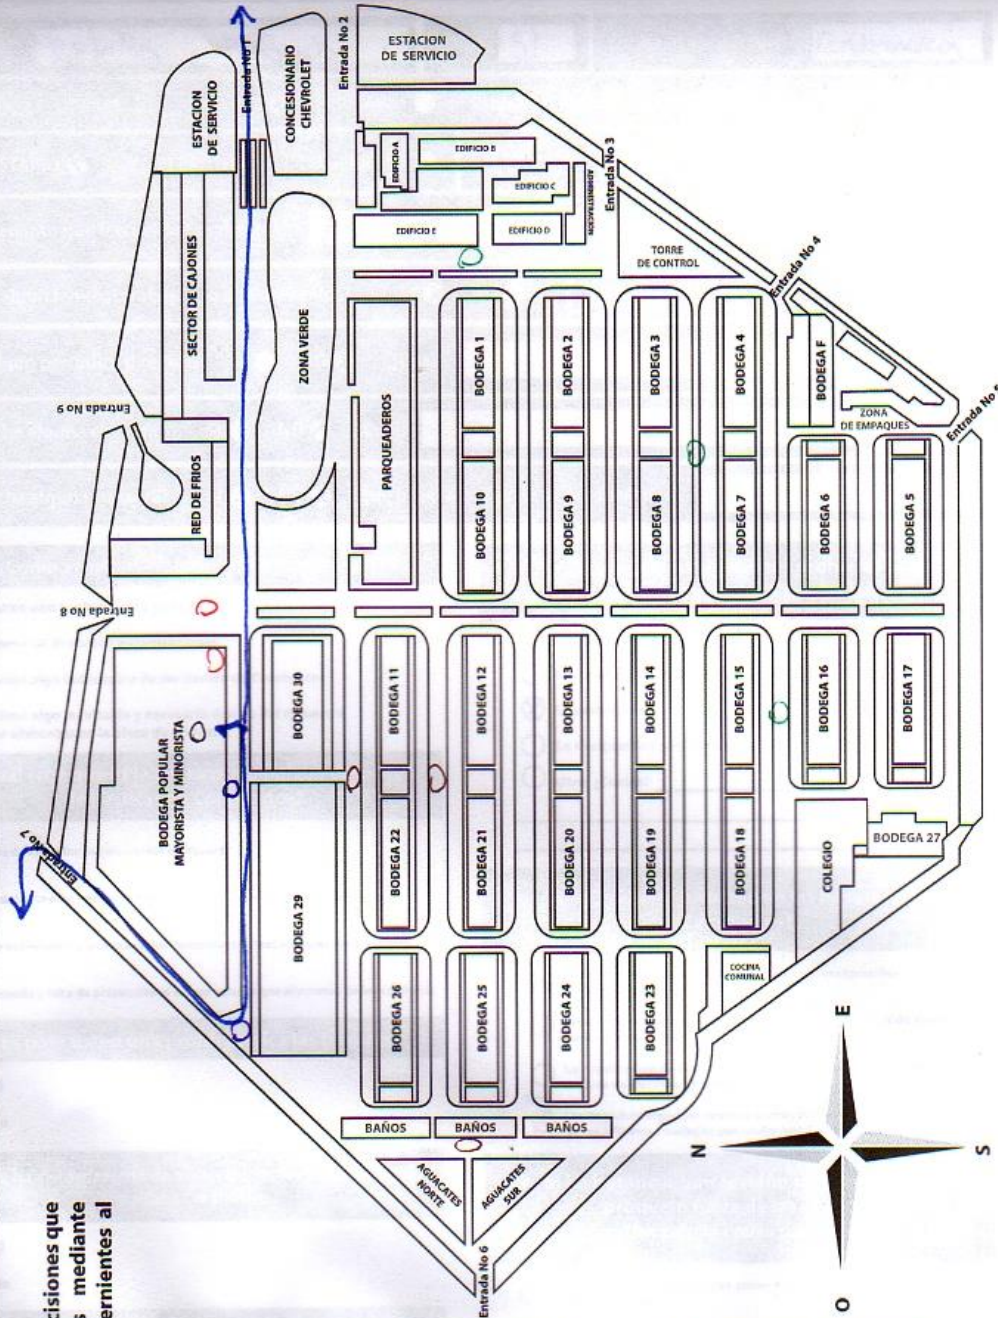 cisiones que
s mediante
ernientes al
Entrada No 1
Entrada No 2
ESTACION
DE SERVICIO
ESTACION
DE SERVICIO
CONCESIONARIO
CHEVROLET
EDIFICIO A
EDIFICIO B
EDIFICIO C
EDIFICIO E
EDIFICIO D
ADMINISTRACION
Entrada No 3
TORRE
DE CONTROL
Entrada No 4
SECTOR DE CAJONES
ZONA VERDE
Entrada No 9
RED DE FRIOS
PARQUEADEROS
BODEGA 1
BODEGA 2
BODEGA 3
BODEGA 4
BODEGA F
ZONA
DE EMPAQUES
BODEGA 10
BODEGA 9
BODEGA 8
BODEGA 7
BODEGA 6
BODEGA 5
Entrada No 8
BODEGA POPULAR
MAYORISTA Y MINORISTA
1
BODEGA 30
BODEGA 11
BODEGA 12
BODEGA 13
BODEGA 14
BODEGA 15
BODEGA 16
BODEGA 17
Entrada No 7
BODEGA 29
BODEGA 22
BODEGA 21
BODEGA 20
BODEGA 19
BODEGA 18
COLEGIO
BODEGA 27
BODEGA 26
BODEGA 25
BODEGA 24
BODEGA 23
COCINA
COMUNAL
BAÑOS
BAÑOS
BAÑOS
AGUACATES
NORTE
AGUACATES
SUR
Entrada No 6
N
E
S
O